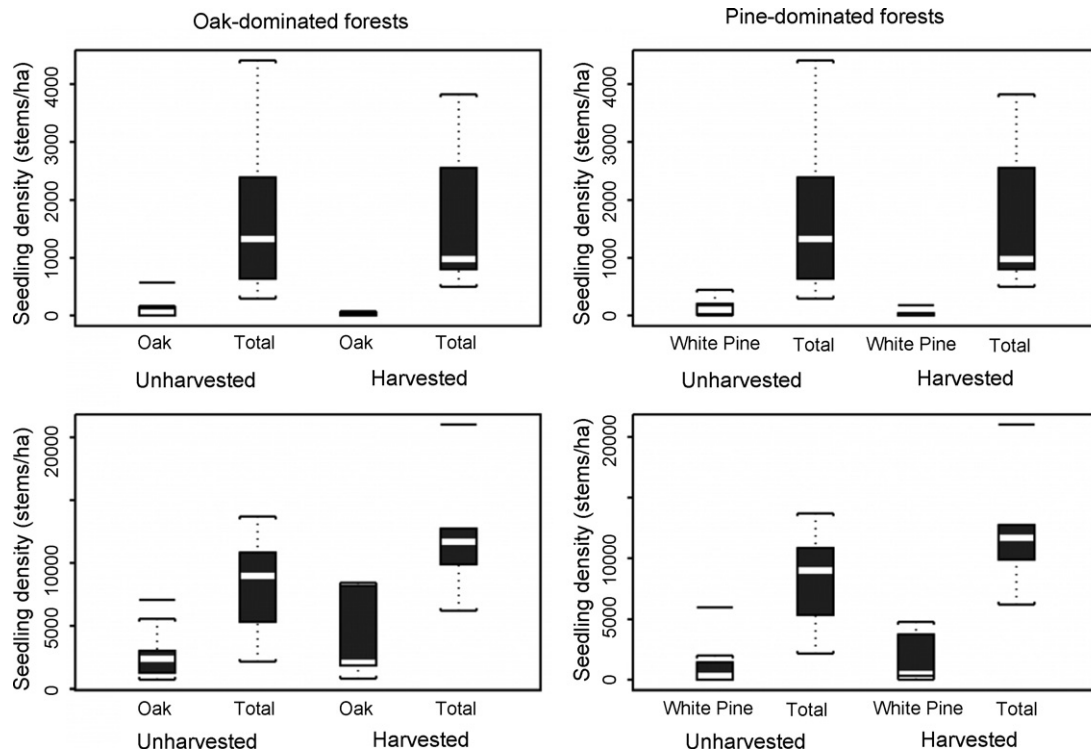 Oak-dominated forests
Pine-dominated forests
Seedling density (stems/ha)
4000
3000
2000
1000
0
Oak Total Oak Total
Unharvested Harvested
Seedling density (stems/ha)
4000
3000
2000
1000
0
White Pine Total White Pine Total
Unharvested Harvested
Seedling density (stems/ha)
20000
10000
5000
0
Oak Total Oak Total
Unharvested Harvested
Seedling density (stems/ha)
20000
10000
5000
0
White Pine Total White Pine Total
Unharvested Harvested